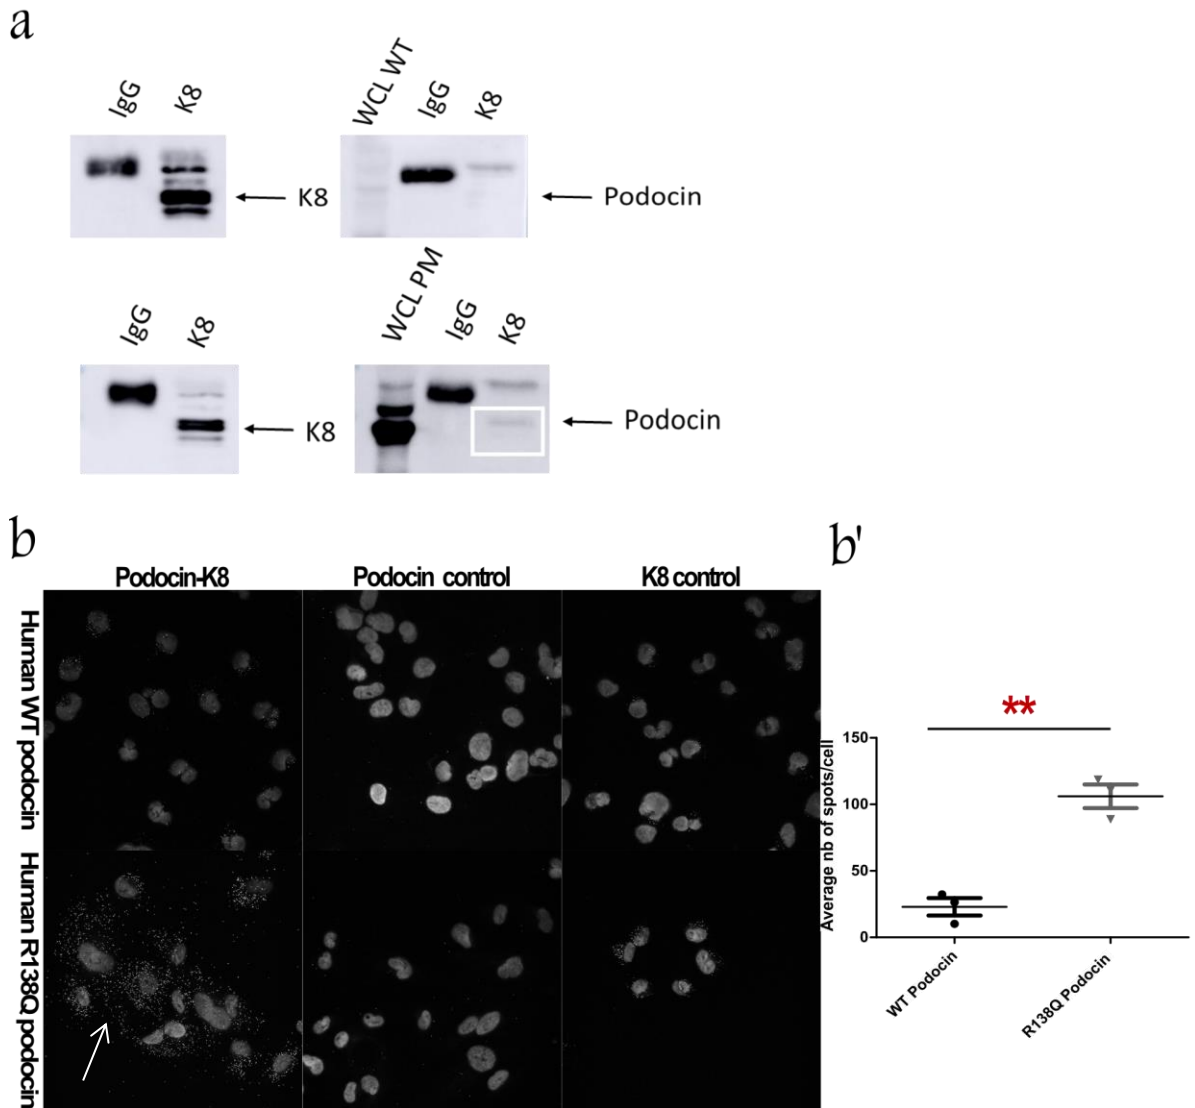 a
IgG
K8
K8
WCL WT
IgG
K8
Podocin
IgG
K8
K8
WCL PM
IgG
K8
Podocin
b
Podocin-K8
Podocin control
K8 control
Human WT podocin
Human R138Q podocin
b'
**
Average nb of spots/cell
150
100
50
0
WT Podocin
R138Q Podocin